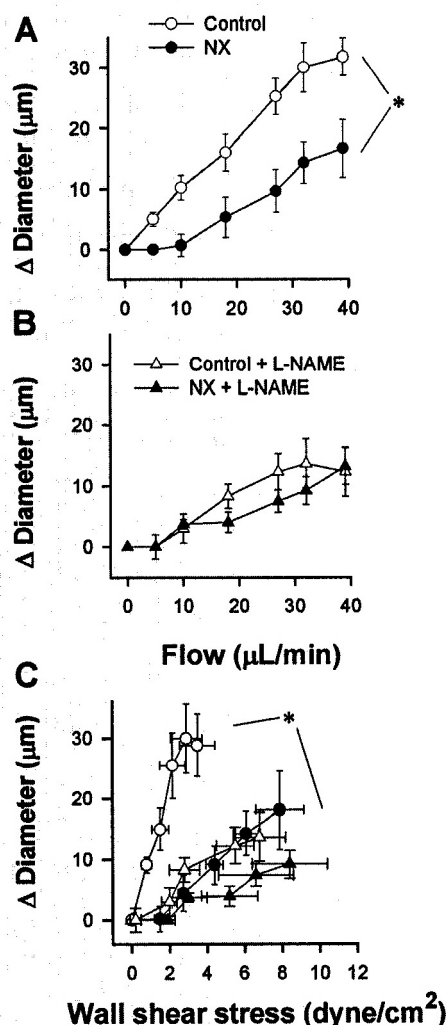 A
Control
NX
Δ Diameter (μm)
30
20
10
0
*
0 10 20 30 40
B
Control + L-NAME
NX + L-NAME
Δ Diameter (μm)
30
20
10
0
0 10 20 30 40
Flow (μL/min)
C
Δ Diameter (μm)
30
20
10
0
*
0 2 4 6 8 10 12
Wall shear stress (dyne/cm²)